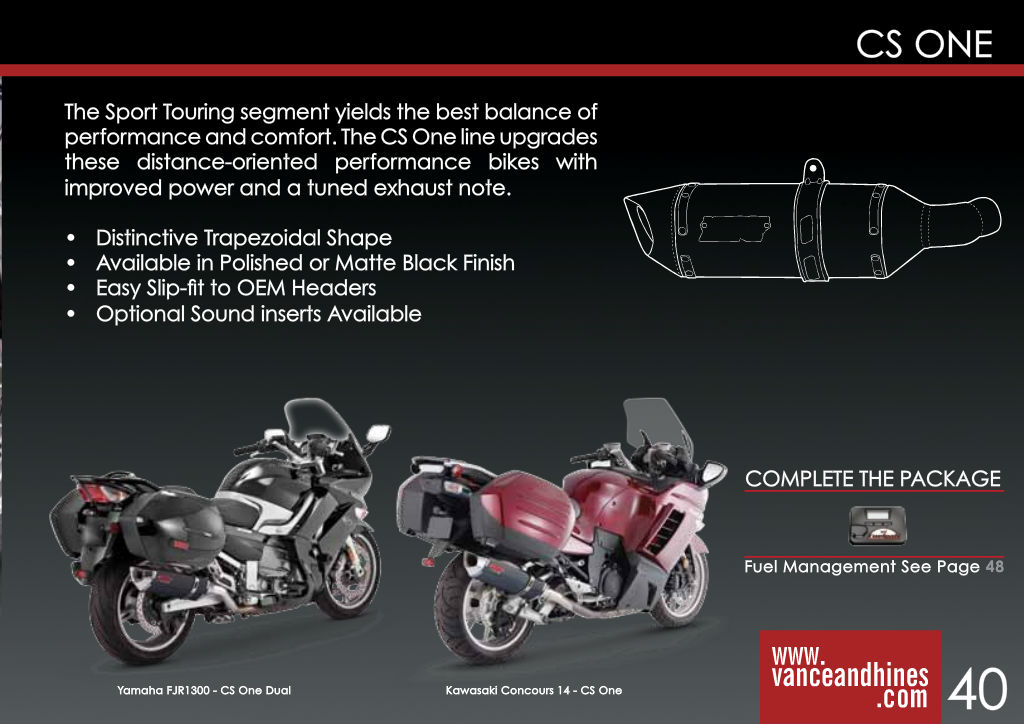 CS ONE
The Sport Touring segment yields the best balance of
performance and comfort. The CS One line upgrades
these distance-oriented performance bikes with
improved power and a tuned exhaust note.
• Distinctive Trapezoidal Shape
• Available in Polished or Matte Black Finish
• Easy Slip-fit to OEM Headers
• Optional Sound inserts Available
COMPLETE THE PACKAGE
Fuel Management See Page 48
Yamaha FJR1300 - CS One Dual
Kawasaki Concours 14 - CS One
www.
vanceandhines
.com
40